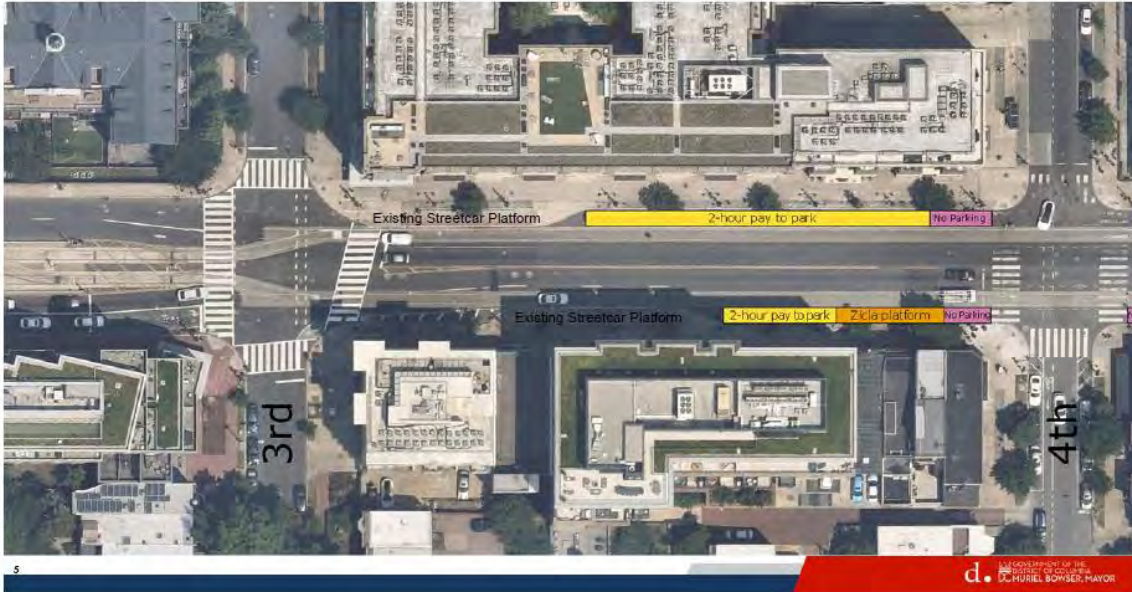 Existing Streetcar Platform
2-hour pay to park
No Parking
Existing Streetcar Platform
2-hour pay to park
Zicla platform
No Parking
3rd
4th
5
d.
GOVERNMENT OF THE
DISTRICT OF COLUMBIA
DC MURIEL BOWSER, MAYOR